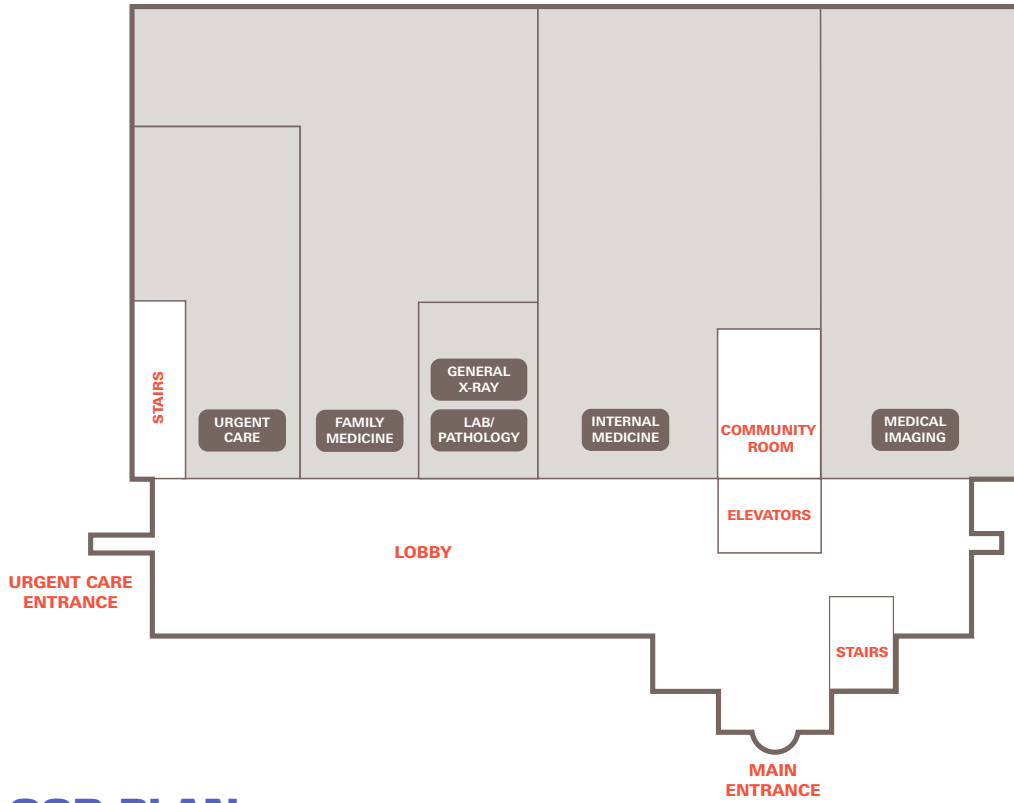 STAIRS
URGENT
CARE
FAMILY
MEDICINE
GENERAL
X-RAY
LAB/
PATHOLOGY
INTERNAL
MEDICINE
COMMUNITY
ROOM
MEDICAL
IMAGING
ELEVATORS
LOBBY
URGENT CARE
ENTRANCE
STAIRS
MAIN
ENTRANCE
PLAN